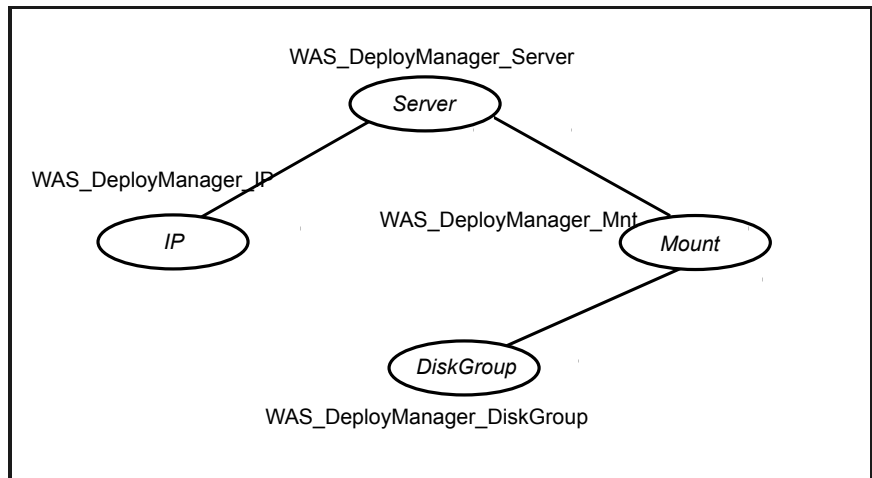 WAS_DeployManager_Server
Server
WAS_DeployManager_IP
IP
WAS_DeployManager_Mnt
Mount
DiskGroup
WAS_DeployManager_DiskGroup